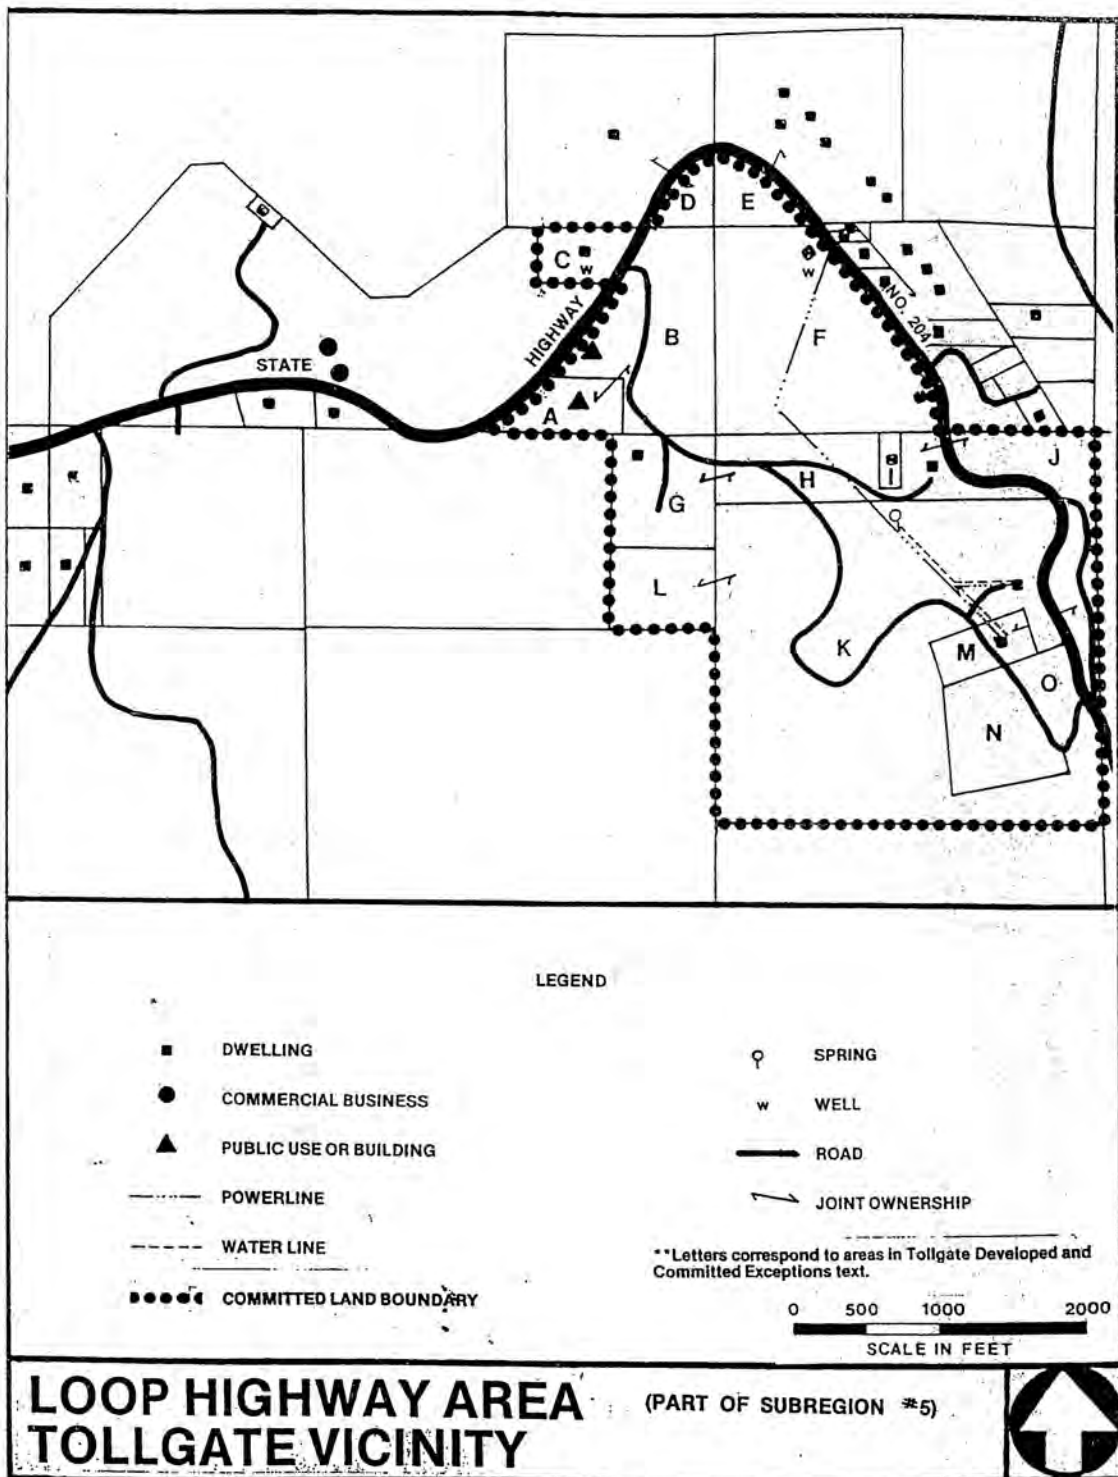 D
E
C
W
W
HIGHWAY
NO. 204
B
F
STATE
A
J
I
H
G
L
K
M
O
N
LEGEND
DWELLING
COMMERCIAL BUSINESS
PUBLIC USE OR BUILDING
POWERLINE
WATER LINE
COMMITTED LAND BOUNDARY
SPRING
W WELL
ROAD
JOINT OWNERSHIP
**Letters correspond to areas in Tollgate Developed and
Committed Exceptions text.
0 500 1000 2000
SCALE IN FEET
LOOP HIGHWAY AREA (PART OF SUBREGION #5)
TOLLGATE VICINITY